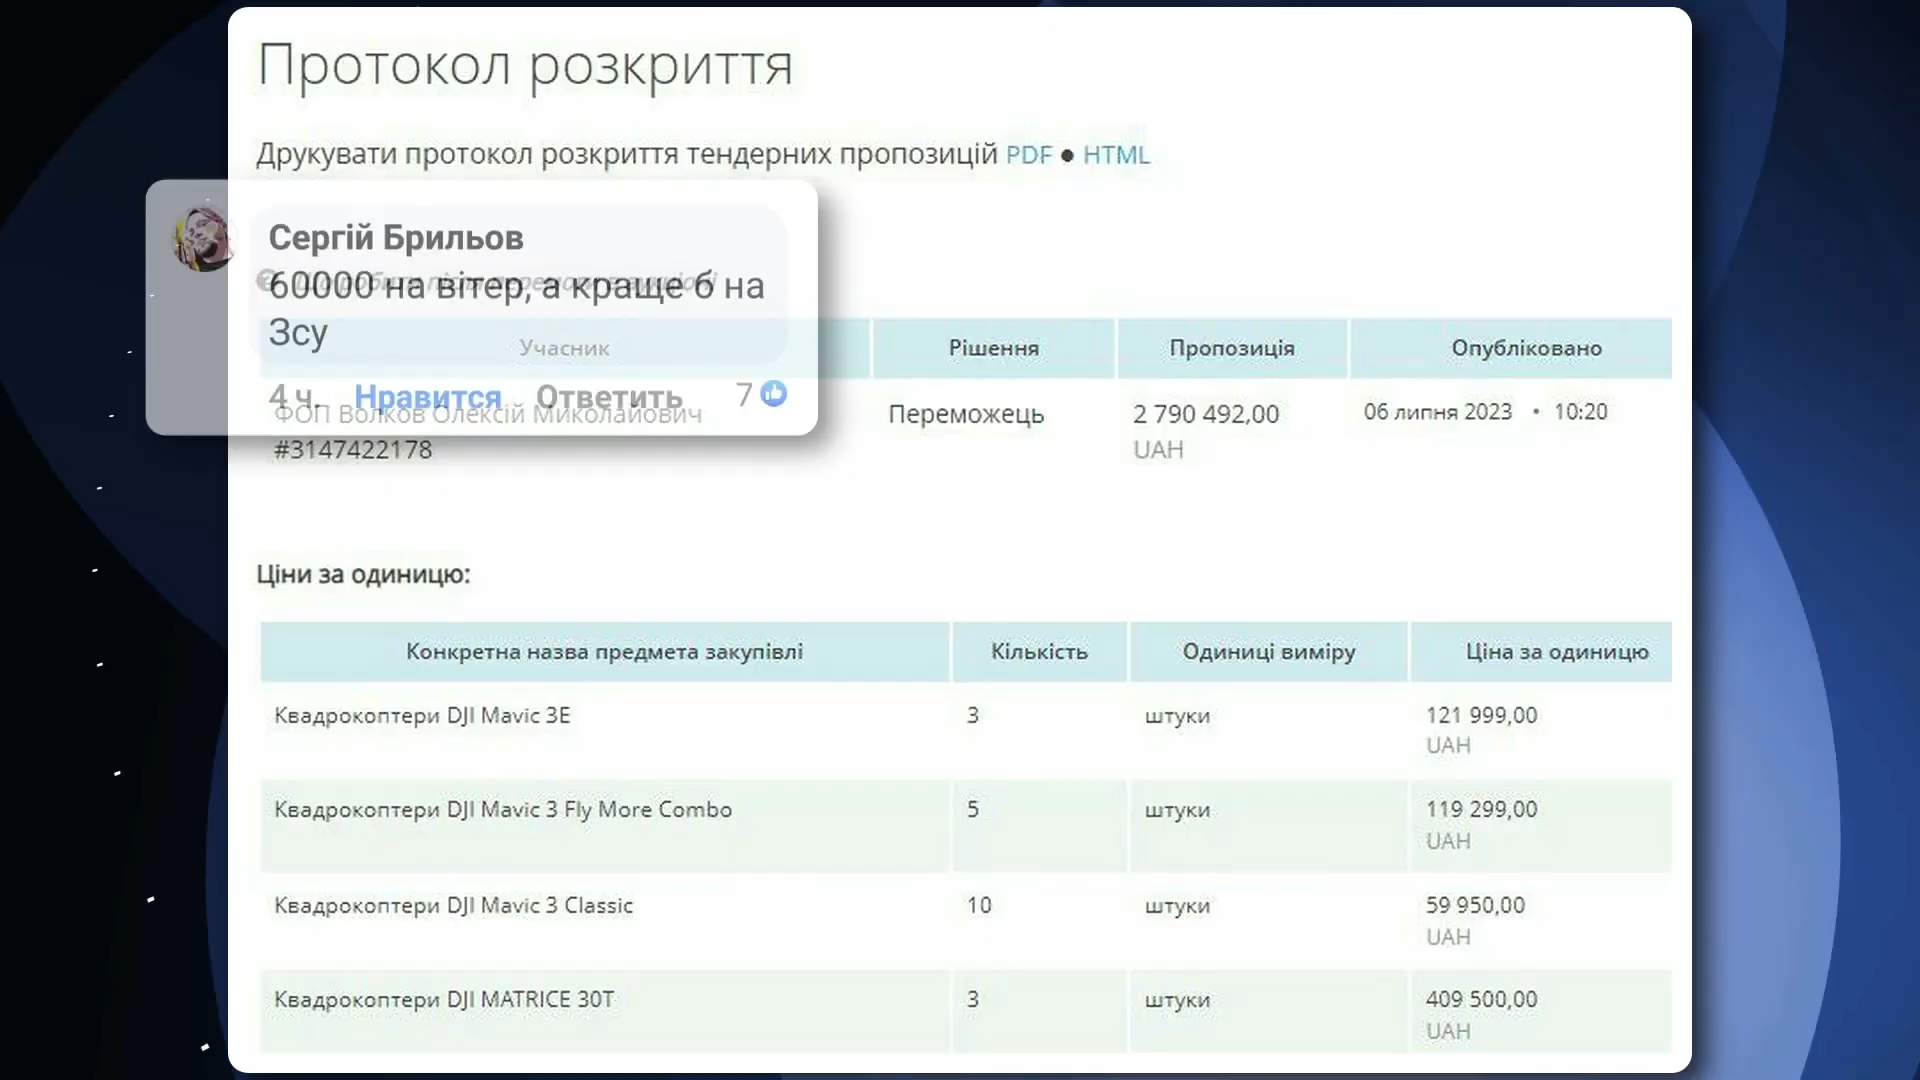 Протокол розкриття
Друкувати протокол розкриття тендерних пропозицій PDF ● HTML
Сергій Брильов
60000 на вітер, а краще б на
Зсу
4 ч. Нравится Ответить 7
Що робити після перемоги в аукціоні
Учасник Рішення Пропозиція Опубліковано
ФОП Волков Олексій Миколайович Переможець 2 790 492,00 06 липня 2023 • 10:20
#3147422178 UAH
Ціни за одиницю:
Конкретна назва предмета закупівлі Кількість Одиниці виміру Ціна за одиницю
Квадрокоптери DJI Mavic 3E 3 штуки 121 999,00
UAH
Квадрокоптери DJI Mavic 3 Fly More Combo 5 штуки 119 299,00
UAH
Квадрокоптери DJI Mavic 3 Classic 10 штуки 59 950,00
UAH
Квадрокоптери DJI MATRICE 30T 3 штуки 409 500,00
UAH